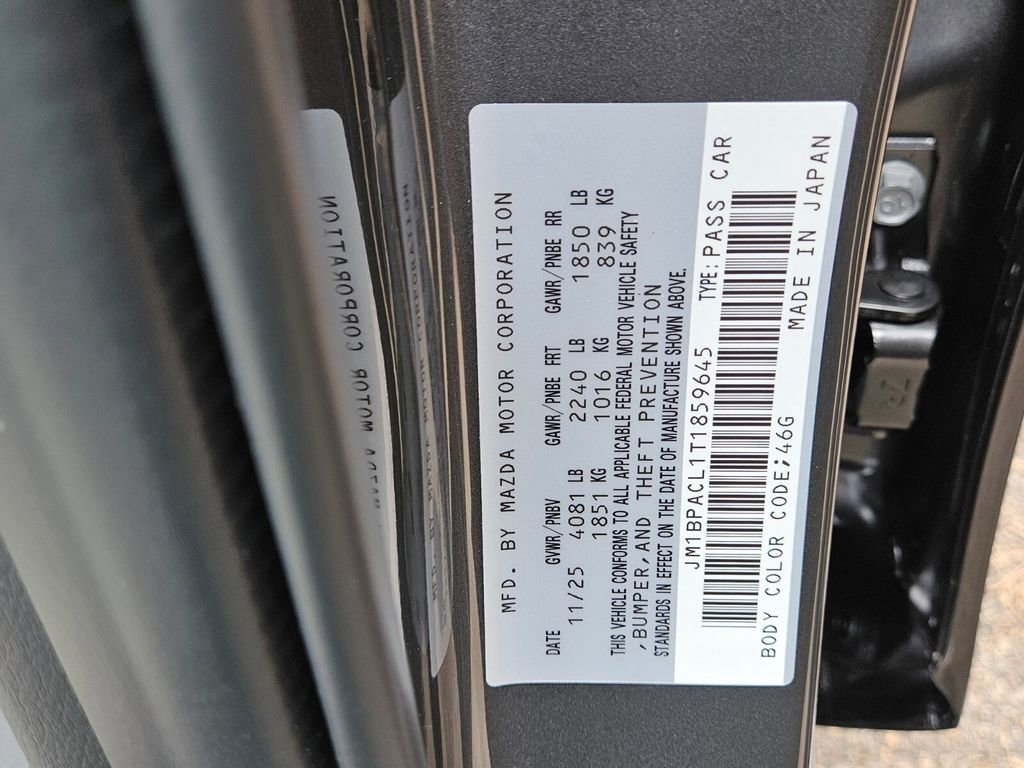 MFD. BY MAZDA MOTOR CORPORATION
DATE GVWR/PNBV GAWR/PNBE FRT GAWR/PNBE RR
11/25 4081 LB 2240 LB 1850 LB
1851 KG 1016 KG 839 KG
THIS VEHICLE CONFORMS TO ALL APPLICABLE FEDERAL MOTOR VEHICLE SAFETY
,BUMPER,AND THEFT PREVENTION
STANDARDS IN EFFECT ON THE DATE OF MANUFACTURE SHOWN ABOVE.
JM1BPACL1T1859645 TYPE:PASS CAR
BODY COLOR CODE;46G MADE IN JAPAN